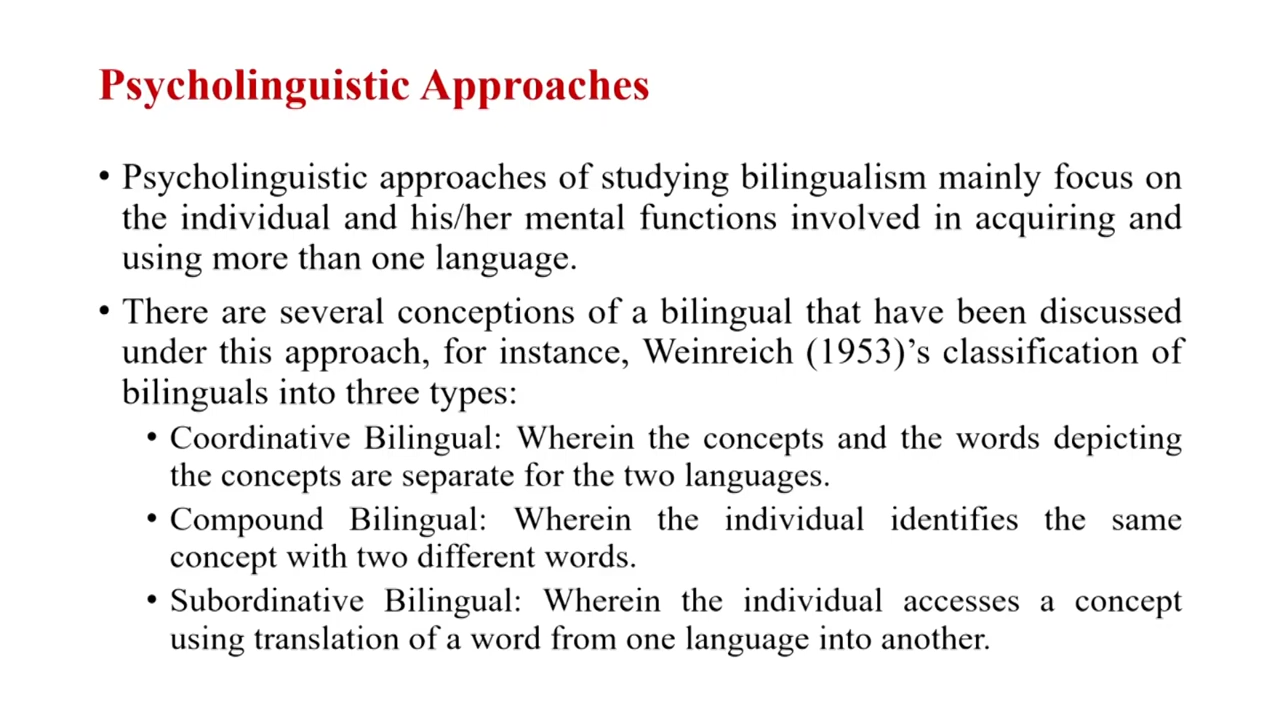 Psycholinguistic Approaches
• Psycholinguistic approaches of studying bilingualism mainly focus on
the individual and his/her mental functions involved in acquiring and
using more than one language.
• There are several conceptions of a bilingual that have been discussed
under this approach, for instance, Weinreich (1953)’s classification of
bilinguals into three types:
• Coordinative Bilingual: Wherein the concepts and the words depicting
the concepts are separate for the two languages.
• Compound Bilingual: Wherein the individual identifies the same
concept with two different words.
• Subordinative Bilingual: Wherein the individual accesses a concept
using translation of a word from one language into another.